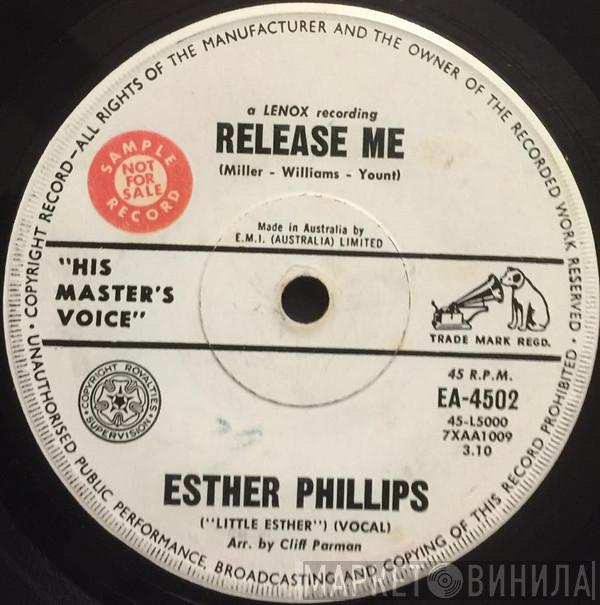 UNAUTHORISED PUBLIC PERFORMANCE, BROADCASTING AND COPYING OF THIS RECORD PROHIBITED • COPYRIGHT RECORD—ALL RIGHTS OF THE MANUFACTURER AND THE OWNER OF THE RECORDED WORK RESERVED •
a LENOX recording
RELEASE ME
(Miller - Williams - Yount)
SAMPLE
NOT
FOR
SALE
RECORD
Made in Australia by
E.M.I. (AUSTRALIA) LIMITED
"HIS
MASTER'S
VOICE"
TRADE MARK REGD.
COPYRIGHT ROYALTIES
SUPERVISION
45 R.P.M.
EA-4502
45-L5000
7XAA1009
3.10
ESTHER PHILLIPS
("LITTLE ESTHER") (VOCAL)
Arr. by Cliff Parman
МАРКЕТ ВИНИЛА